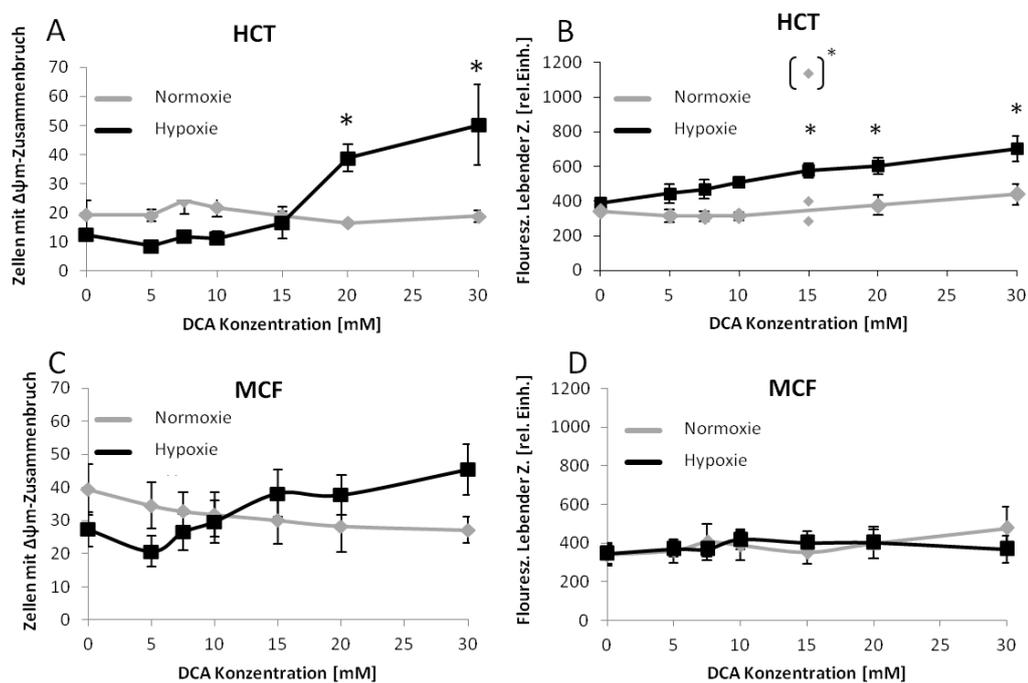 A
HCT
Zellen mit Δψm-Zusammenbruch
70
60
50
40
30
20
10
0
Normoxie
Hypoxie
*
*
0 5 10 15 20 25 30
DCA Konzentration [mM]
B
HCT
Flouresz. Lebender Z. [rel.Einh.]
1200
1000
800
600
400
200
0
Normoxie
Hypoxie
( ) *
* * *
0 5 10 15 20 25 30
DCA Konzentration [mM]
C
MCF
Zellen mit Δψm-Zusammenbruch
70
60
50
40
30
20
10
0
Normoxie
Hypoxie
0 5 10 15 20 25 30
DCA Konzentration [mM]
D
MCF
Flouresz. Lebender Z. [rel. Einh.]
1200
1000
800
600
400
200
0
Normoxie
Hypoxie
0 5 10 15 20 25 30
DCA Konzentration [mM]